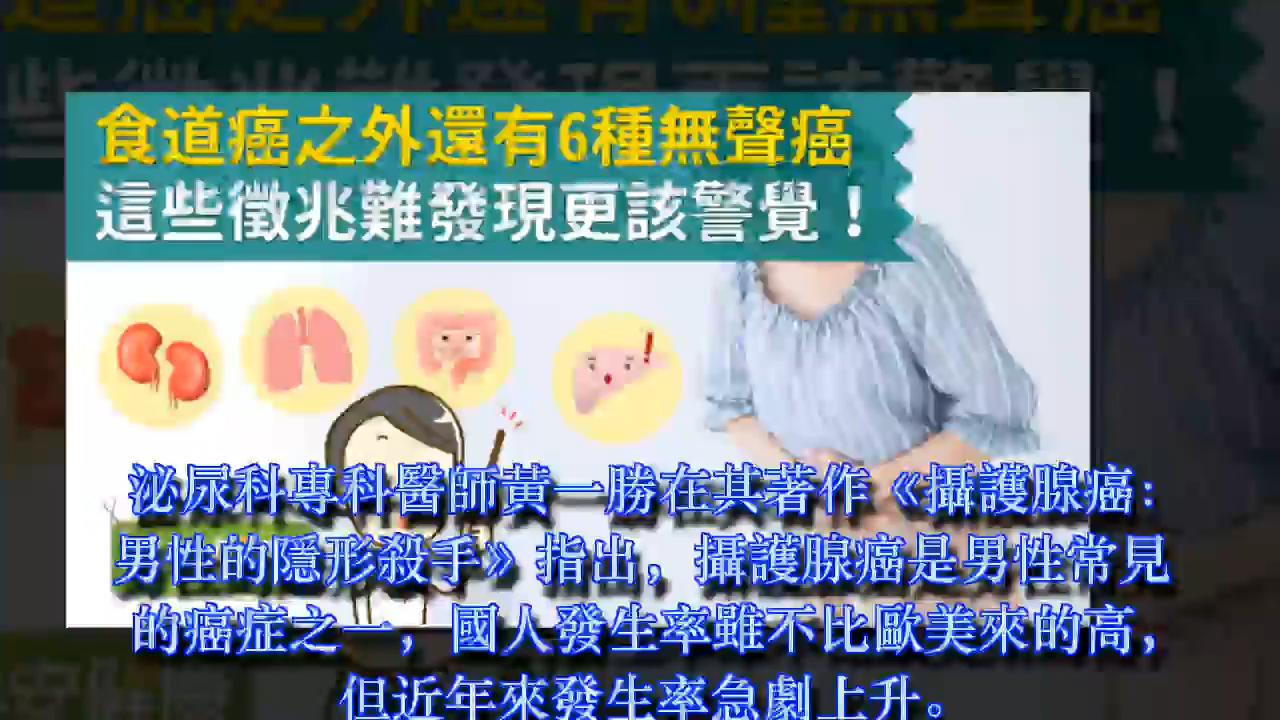 食道癌之外還有6種無聲癌
這些徵兆難發現更該警覺！
泌尿科專科醫師黃一勝在其著作《攝護腺癌：
男性的隱形殺手》指出，攝護腺癌是男性常見
的癌症之一，國人發生率雖不比歐美來的高，
但近年來發生率急劇上升。